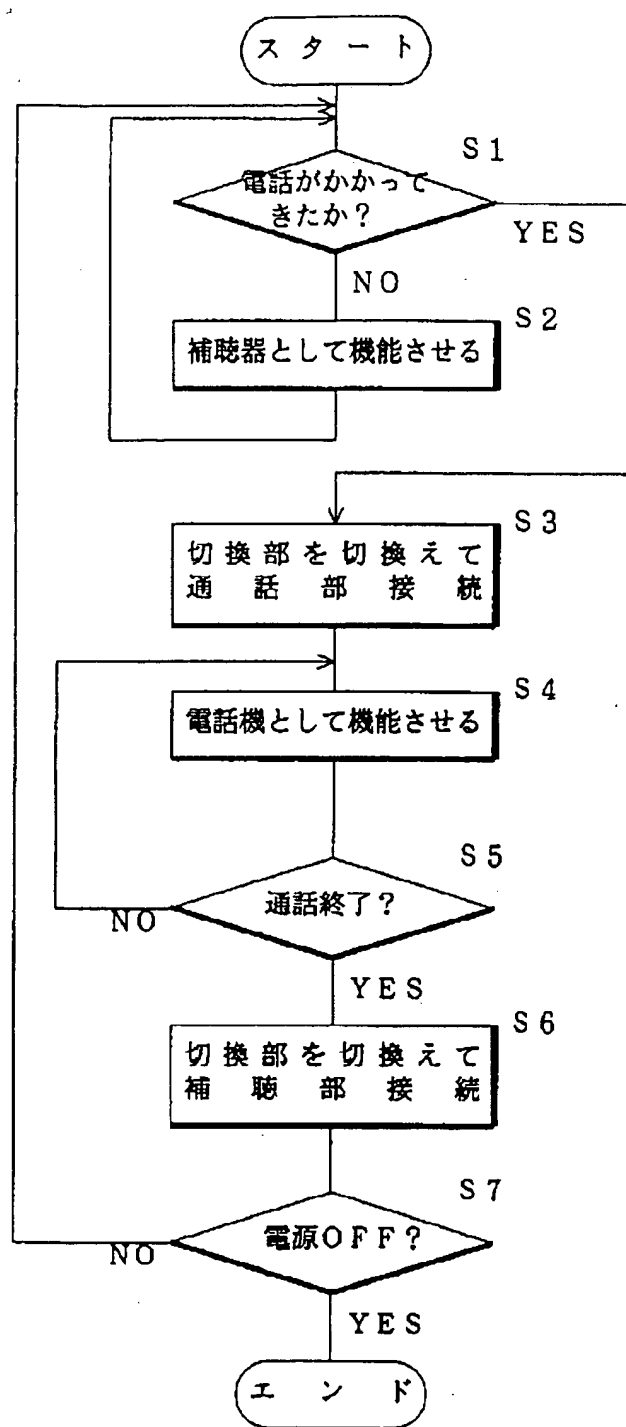 スタート
S1
電話がかかって
きたか？
YES
NO
S2
補聴器として機能させる
S3
切換部を切換えて
通話部接続
S4
電話機として機能させる
S5
通話終了？
NO
YES
S6
切換部を切換えて
補聴部接続
S7
電源OFF？
NO
YES
エンド